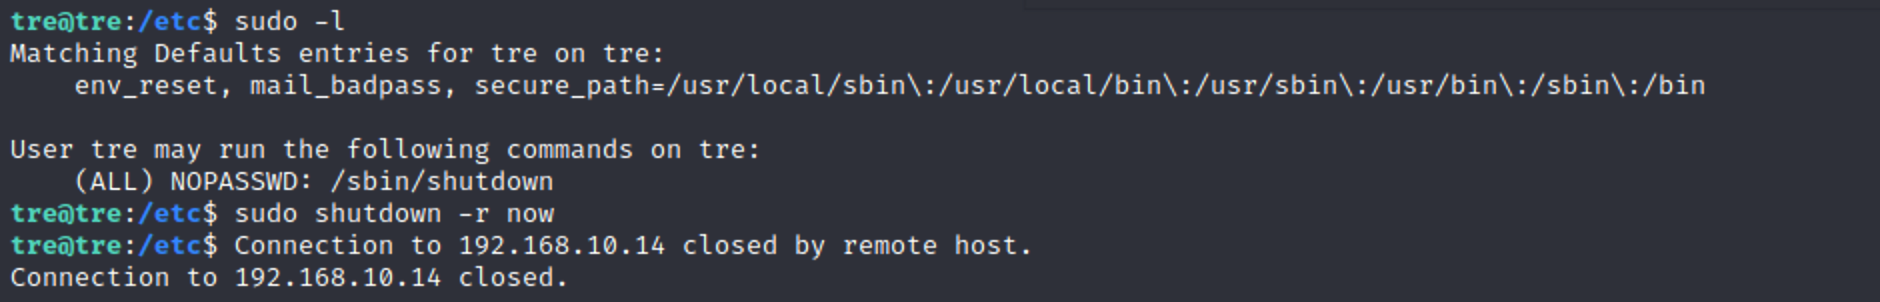 tre@tre:/etc$ sudo -l
Matching Defaults entries for tre on tre:
    env_reset, mail_badpass, secure_path=/usr/local/sbin\:/usr/local/bin\:/usr/sbin\:/usr/bin\:/sbin\:/bin

User tre may run the following commands on tre:
    (ALL) NOPASSWD: /sbin/shutdown
tre@tre:/etc$ sudo shutdown -r now
tre@tre:/etc$ Connection to 192.168.10.14 closed by remote host.
Connection to 192.168.10.14 closed.